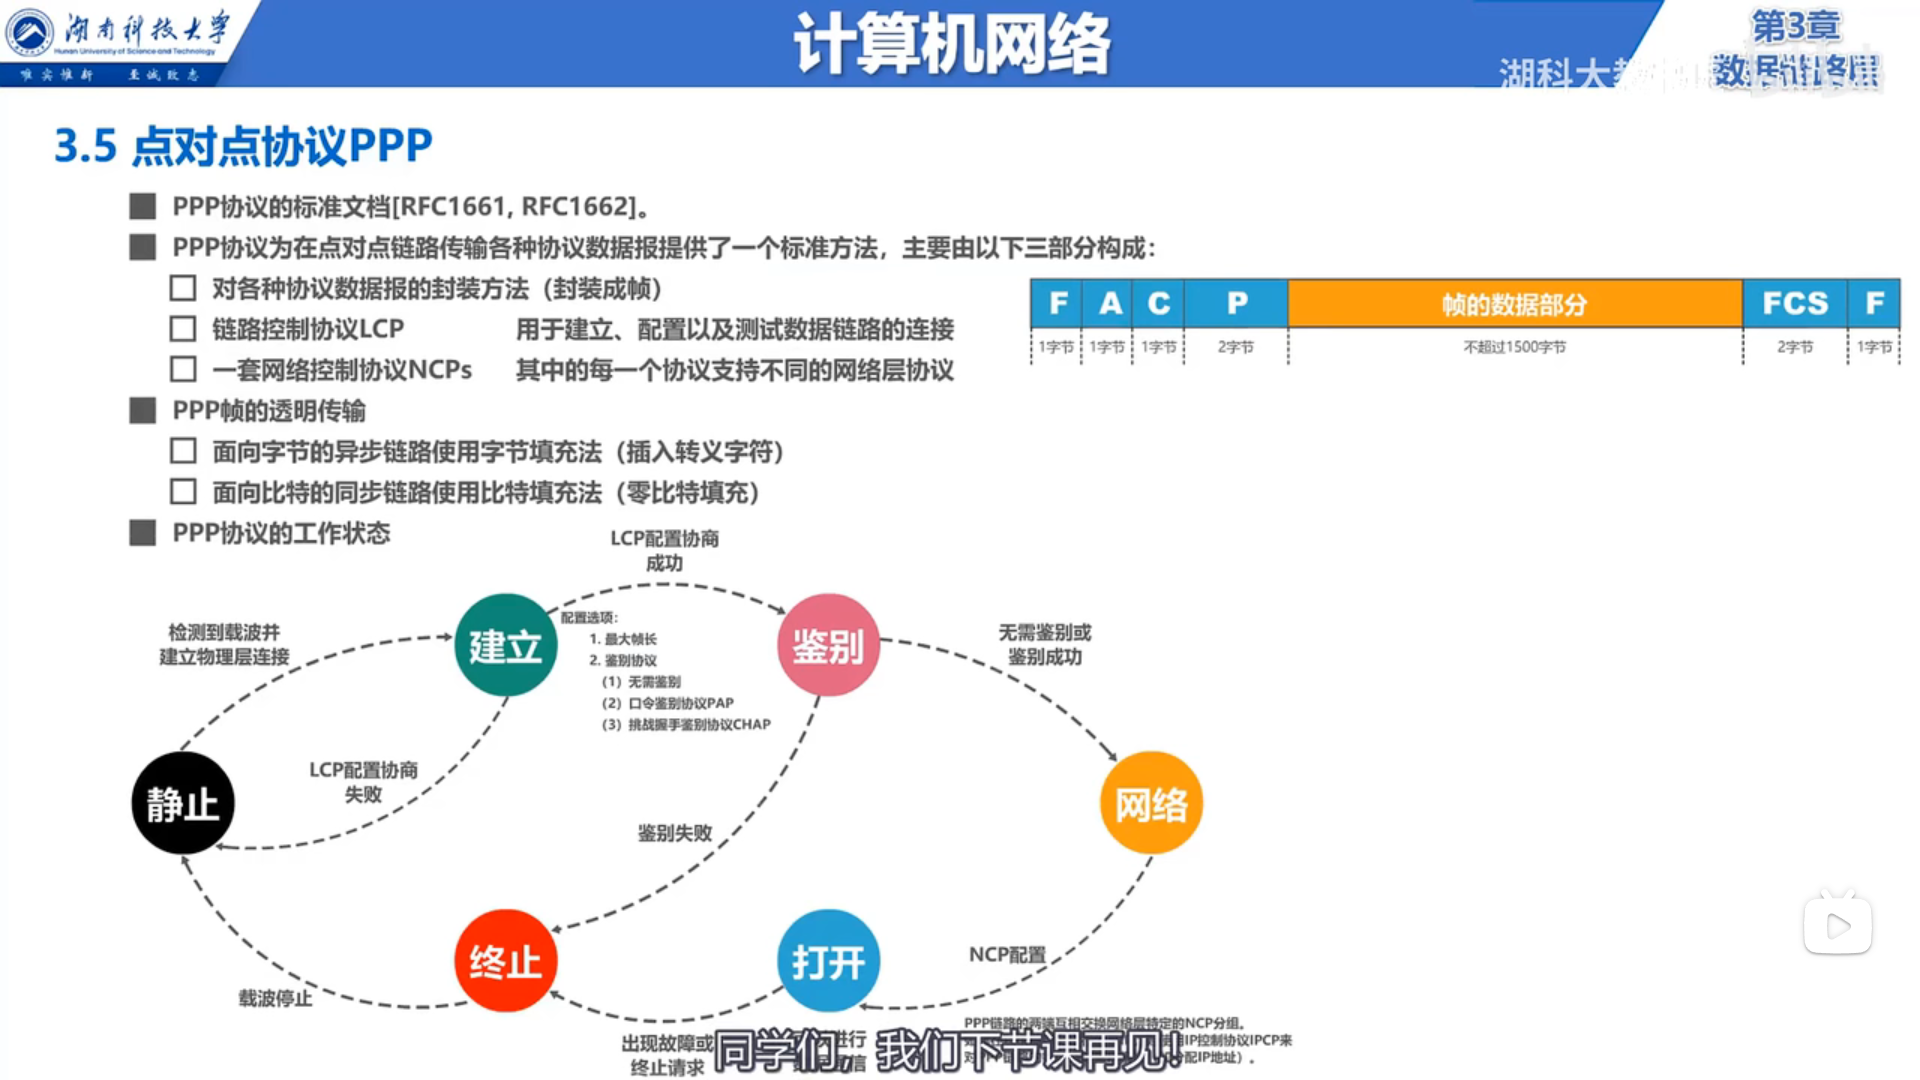 湖南科技大学
Hunan University of Science and Technology
唯实惟新 至诚致志
计算机网络
第3章
数据链路层
湖科大教
3.5 点对点协议PPP
PPP协议的标准文档[RFC1661, RFC1662]。
PPP协议为在点对点链路传输各种协议数据报提供了一个标准方法，主要由以下三部分构成：
对各种协议数据报的封装方法（封装成帧）
链路控制协议LCP 用于建立、配置以及测试数据链路的连接
一套网络控制协议NCPs 其中的每一个协议支持不同的网络层协议
F A C P 帧的数据部分 FCS F
1字节 1字节 1字节 2字节 不超过1500字节 2字节 1字节
PPP帧的透明传输
面向字节的异步链路使用字节填充法（插入转义字符）
面向比特的同步链路使用比特填充法（零比特填充）
PPP协议的工作状态
LCP配置协商
成功
检测到载波并
建立物理层连接
建立
配置选项：
1. 最大帧长
2. 鉴别协议
（1）无需鉴别
（2）口令鉴别协议PAP
（3）挑战握手鉴别协议CHAP
鉴别
无需鉴别或
鉴别成功
静止
LCP配置协商
失败
鉴别失败
网络
终止
打开
NCP配置
载波停止
出现故障或
终止请求
进行
信
PPP链路的两端互相交换网络层特定的NCP分组。
IP控制协议IPCP来
对 分配IP地址）。
同学们，我们下节课再见！